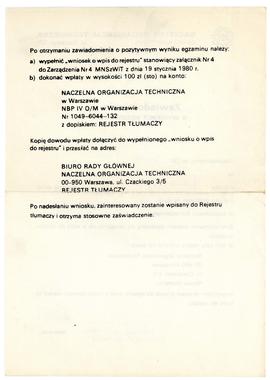 Po otrzymaniu zawiadomienia o pozytywnym wyniku egzaminu należy:
a) wypełnić „wniosek o wpis do rejestru” stanowiący załącznik Nr 4
do Zarządzenia Nr 4 MNSzWiT z dnia 19 stycznia 1980 r.
b) dokonać wpłaty w wysokości 100 zł (sto) na konto:
NACZELNA ORGANIZACJA TECHNICZNA
w Warszawie
NBP IV O/M w Warszawie
Nr 1049-6044-132
z dopiskiem: REJESTR TŁUMACZY
Kopię dowodu wpłaty dołączyć do wypełnionego „wniosku o wpis
do rejestru” i przesłać na adres:
BIURO RADY GŁÓWNEJ
NACZELNA ORGANIZACJA TECHNICZNA
00-950 Warszawa, ul. Czackiego 3/5
REJESTR TŁUMACZY
Po nadesłaniu wniosku, zainteresowany zostanie wpisany do Rejestru
tłumaczy i otrzyma stosowne zaświadczenie.